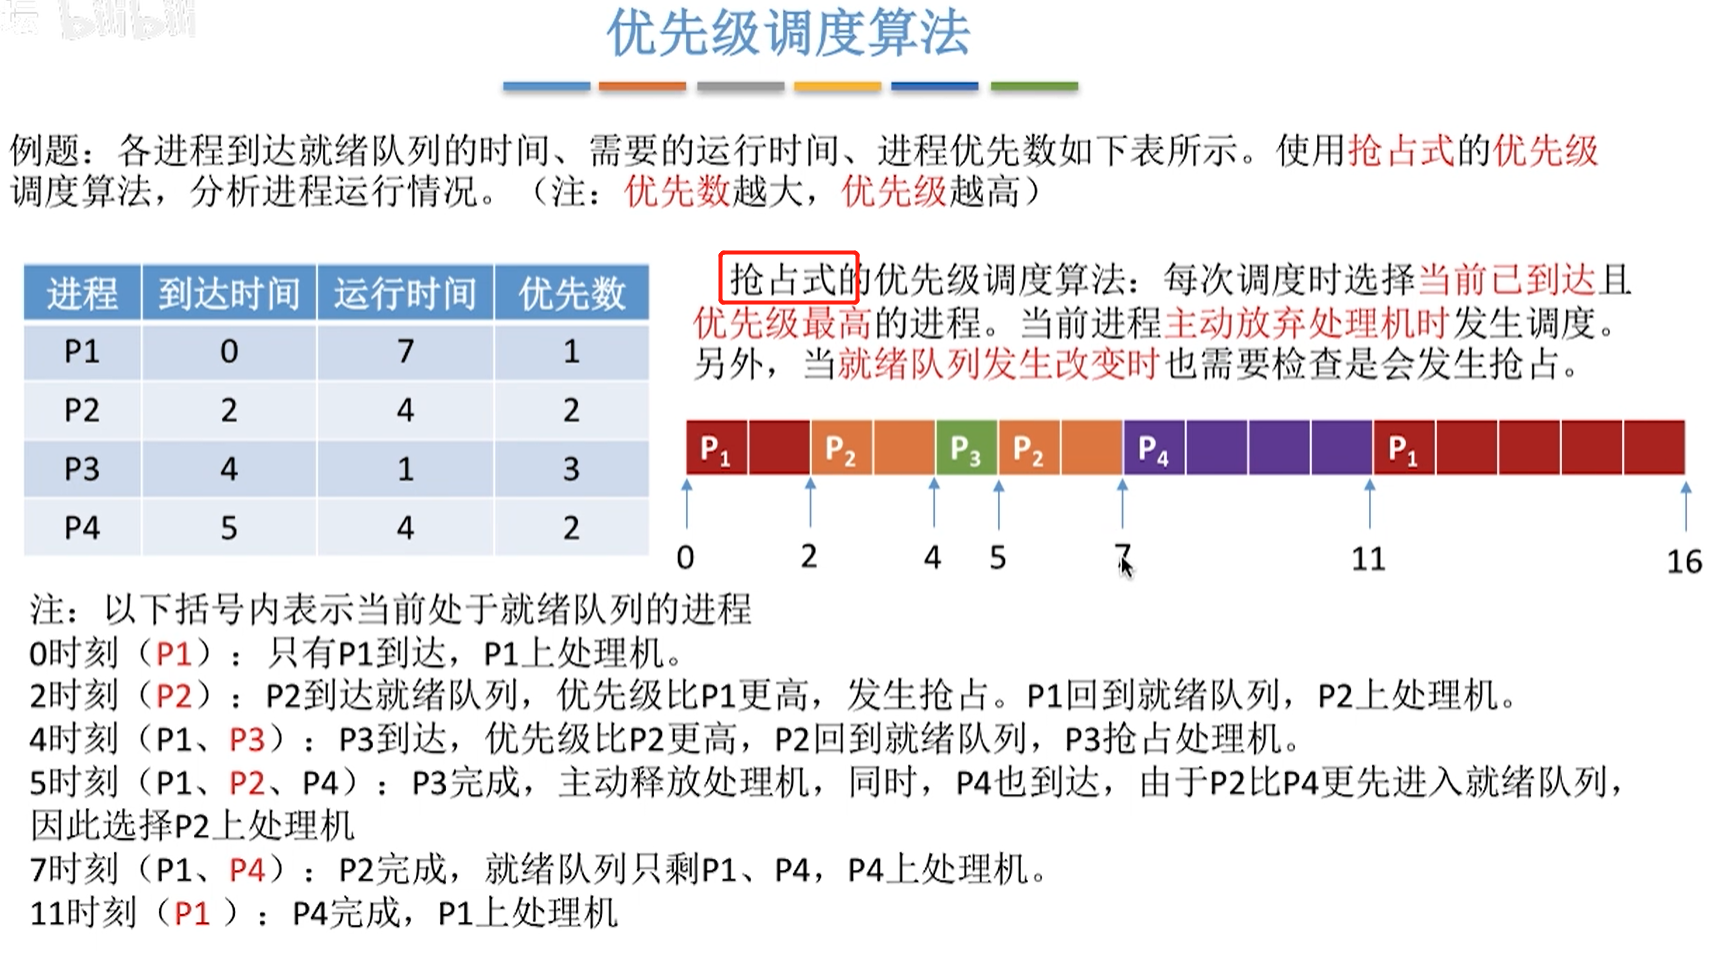 bilibili
优先级调度算法
例题：各进程到达就绪队列的时间、需要的运行时间、进程优先数如下表所示。使用抢占式的优先级
调度算法，分析进程运行情况。（注：优先数越大，优先级越高）
进程 到达时间 运行时间 优先数
P1 0 7 1
P2 2 4 2
P3 4 1 3
P4 5 4 2
抢占式的优先级调度算法：每次调度时选择当前已到达且
优先级最高的进程。当前进程主动放弃处理机时发生调度。
另外，当就绪队列发生改变时也需要检查是会发生抢占。
P1 P2 P3 P2 P4 P1
0 2 4 5 7 11 16
注：以下括号内表示当前处于就绪队列的进程
0时刻（P1）：只有P1到达，P1上处理机。
2时刻（P2）：P2到达就绪队列，优先级比P1更高，发生抢占。P1回到就绪队列，P2上处理机。
4时刻（P1、P3）：P3到达，优先级比P2更高，P2回到就绪队列，P3抢占处理机。
5时刻（P1、P2、P4）：P3完成，主动释放处理机，同时，P4也到达，由于P2比P4更先进入就绪队列，
因此选择P2上处理机
7时刻（P1、P4）：P2完成，就绪队列只剩P1、P4，P4上处理机。
11时刻（P1 ）：P4完成，P1上处理机